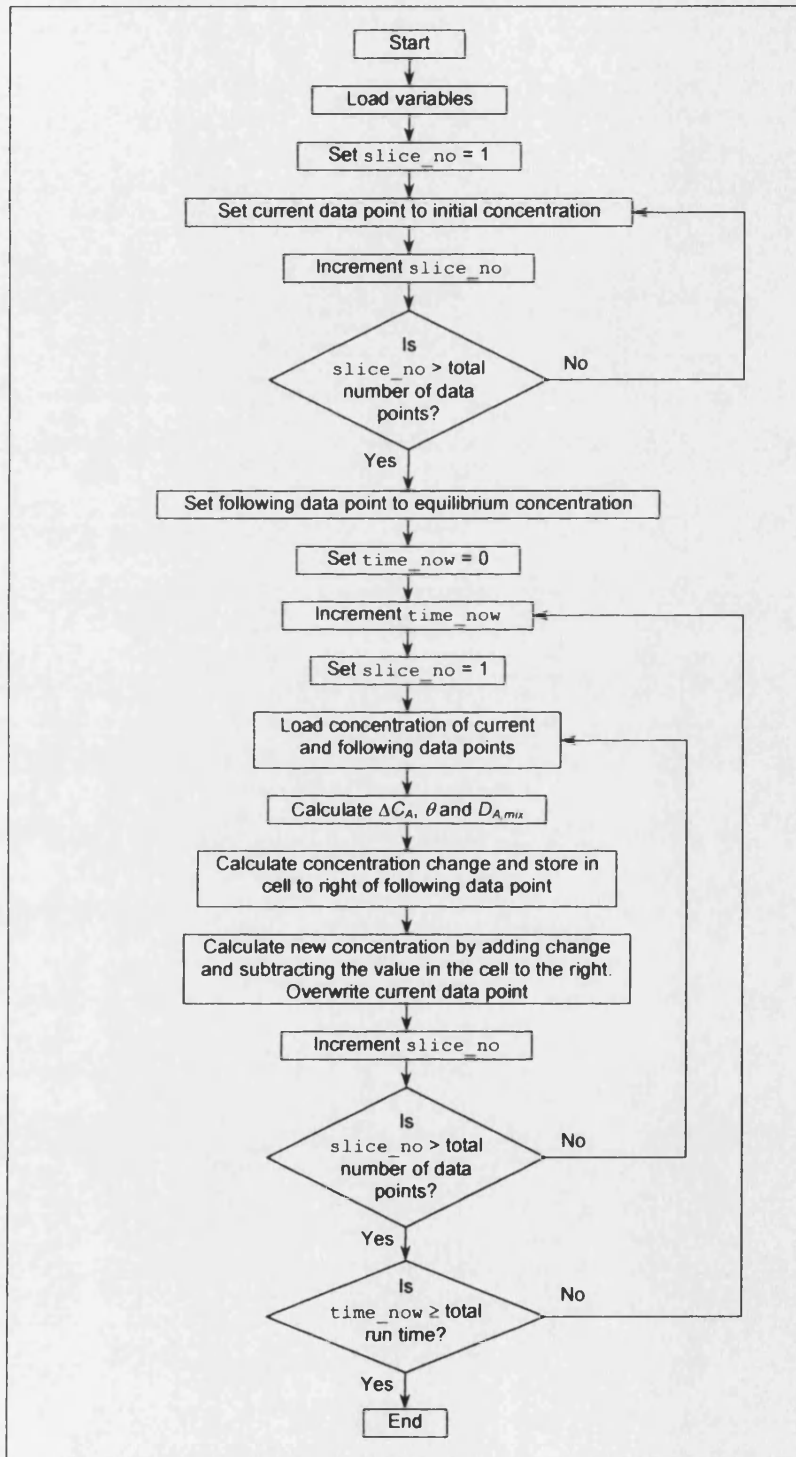 Start
Load variables
Set slice_no = 1
Set current data point to initial concentration
Increment slice_no
Is
slice_no > total
number of data
points?
No
Yes
Set following data point to equilibrium concentration
Set time_now = 0
Increment time_now
Set slice_no = 1
Load concentration of current
and following data points
Calculate ΔC_A, θ and D_A,mix
Calculate concentration change and store in
cell to right of following data point
Calculate new concentration by adding change
and subtracting the value in the cell to the right.
Overwrite current data point
Increment slice_no
Is
slice_no > total
number of data
points?
No
Yes
Is
time_now ≥ total
run time?
No
Yes
End